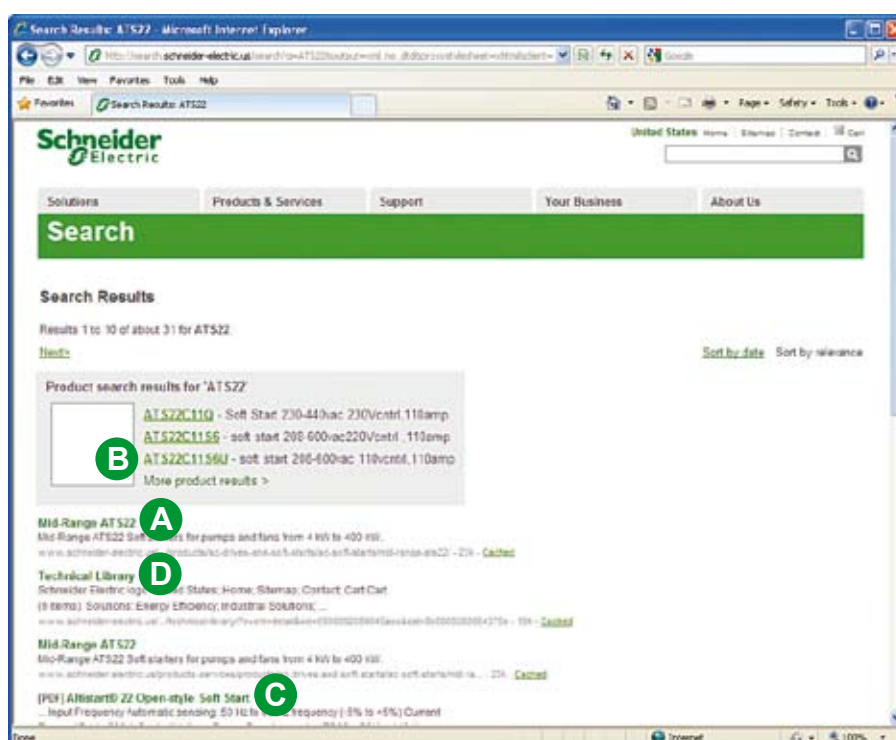 Search Results: ATS22 - Microsoft Internet Explorer
File Edit View Favorites Tools Help
Favorites Search Results: ATS22
Page Safety Tools
Schneider
Electric
United States Home Sitemap Contact Cart
Solutions Products & Services Support Your Business About Us
Search
Search Results
Results 1 to 10 of about 31 for ATS22.
Next>
Sort by date Sort by relevance
Product search results for 'ATS22'
ATS22C11Q - Soft Start 230-440vac 230Vcntrl,110amp
ATS22C11S6 - soft start 208-600vac220Vcntrl ,110amp
B
ATS22C11S6U - soft start 208-600vac 110vcntrl,110amp
More product results >
A
Mid-Range ATS22
Mid-Range ATS22 Soft starters for pumps and fans from 4 kW to 400 kW.
Cached
D
Technical Library
Schneider Electric logo States; Home; Sitemap; Contact; Cart Cart
(0 items). Solutions: Energy Efficiency; Industrial Solutions; ...
Cached
Mid-Range ATS22
Mid-Range ATS22 Soft starters for pumps and fans from 4 kW to 400 kW.
Cached
C
[PDF] Altistart® 22 Open-style Soft Start
... Input Frequency Automatic sensing: 50 Hz frequency (-5% to +5%) Current
Done Internet 100%